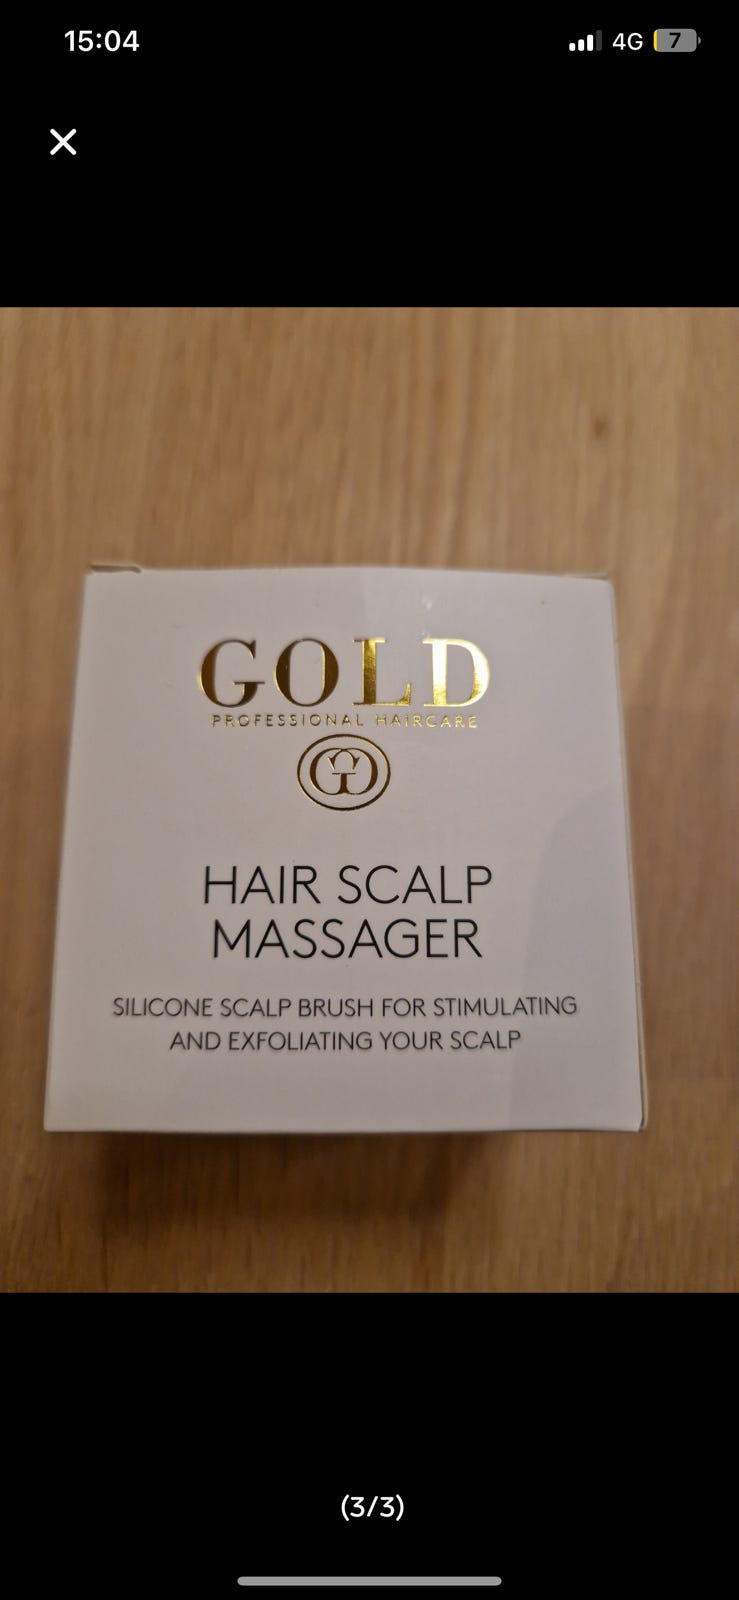 15:04
4G
7
GOLD
PROFESSIONAL HAIRCARE
HAIR SCALP
MASSAGER
SILICONE SCALP BRUSH FOR STIMULATING
AND EXFOLIATING YOUR SCALP
(3/3)